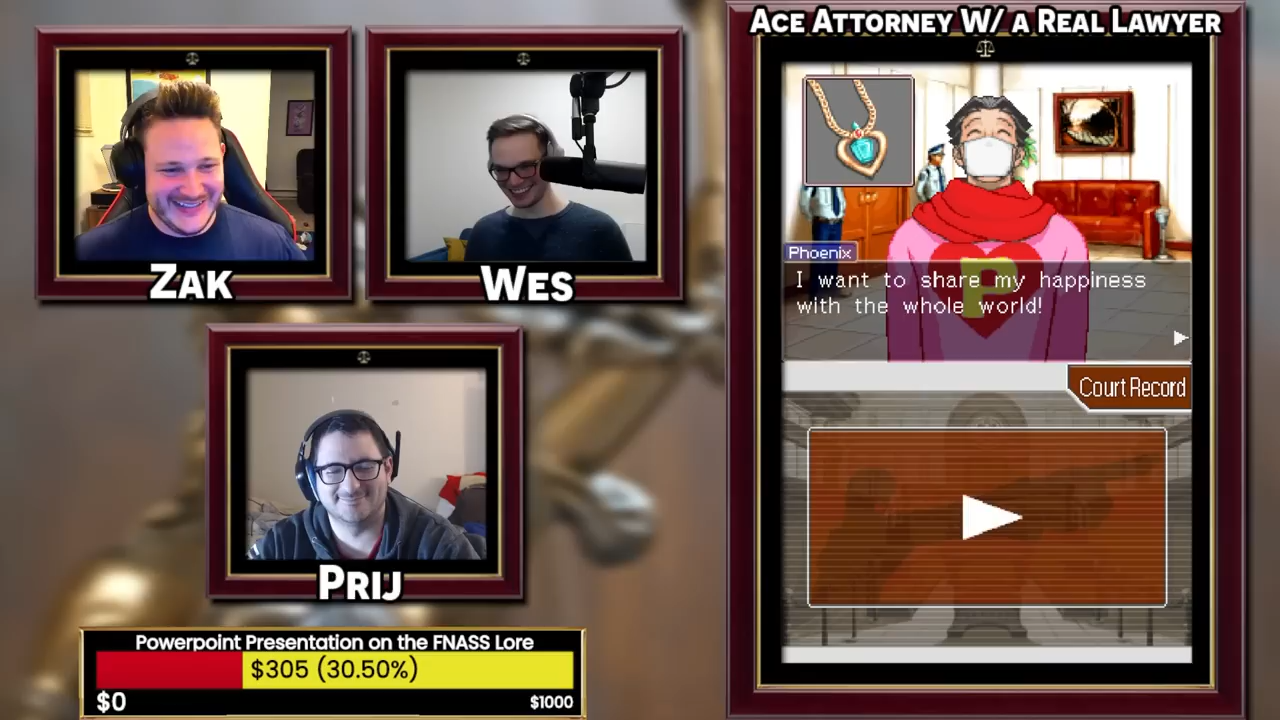 Ace Attorney W/ a Real Lawyer
Zak
Wes
Phoenix
I want to share my happiness
with the whole world!
P
Court Record
Prij
Powerpoint Presentation on the FNASS Lore
$305 (30.50%)
$0
$1000